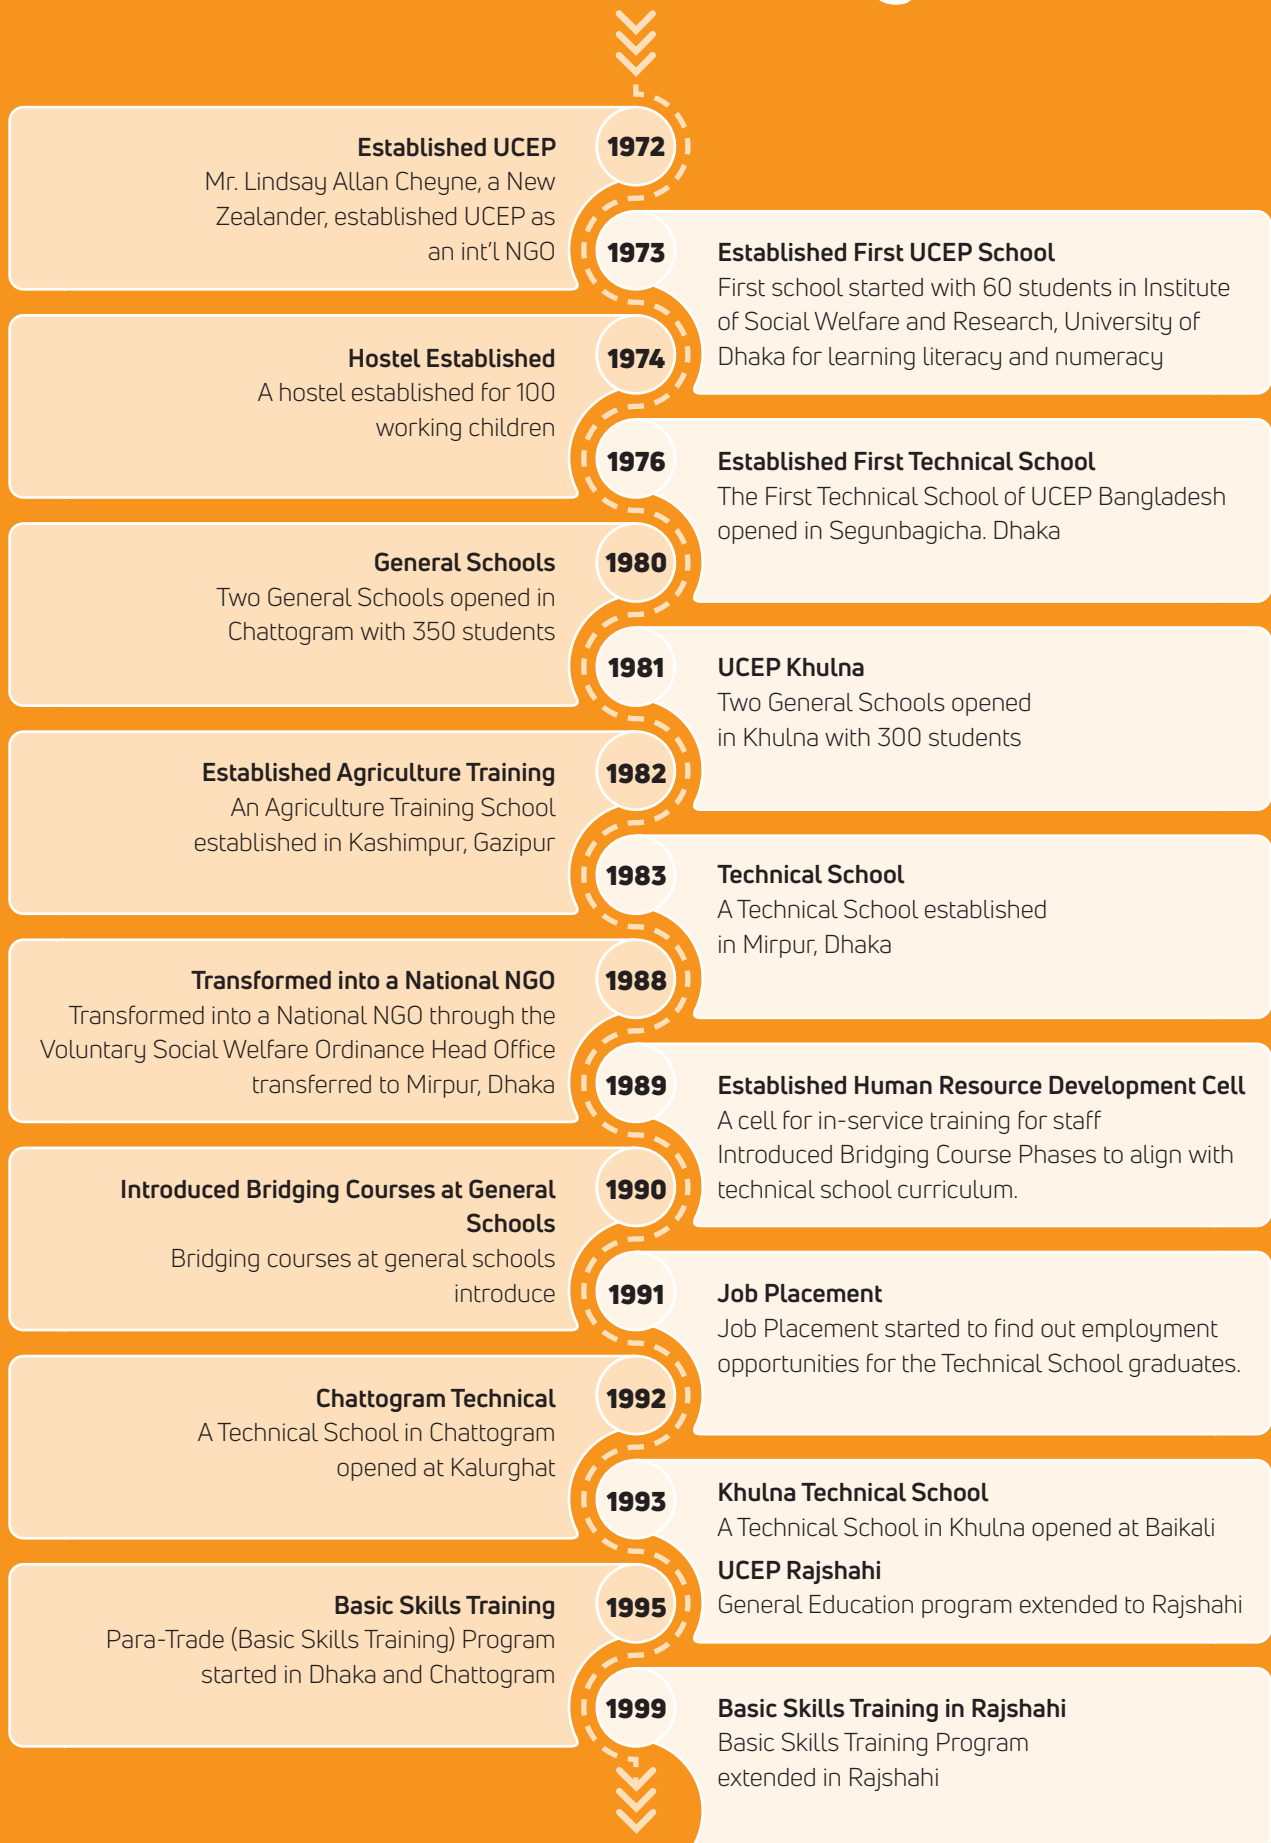 1972
Established UCEP
Mr. Lindsay Allan Cheyne, a New
Zealander, established UCEP as
an int'l NGO
1973
Established First UCEP School
First school started with 60 students in Institute
of Social Welfare and Research, University of
Dhaka for learning literacy and numeracy
1974
Hostel Established
A hostel established for 100
working children
1976
Established First Technical School
The First Technical School of UCEP Bangladesh
opened in Segunbagicha. Dhaka
1980
General Schools
Two General Schools opened in
Chattogram with 350 students
1981
UCEP Khulna
Two General Schools opened
in Khulna with 300 students
1982
Established Agriculture Training
An Agriculture Training School
established in Kashimpur, Gazipur
1983
Technical School
A Technical School established
in Mirpur, Dhaka
1988
Transformed into a National NGO
Transformed into a National NGO through the
Voluntary Social Welfare Ordinance Head Office
transferred to Mirpur, Dhaka
1989
Established Human Resource Development Cell
A cell for in-service training for staff
Introduced Bridging Course Phases to align with
technical school curriculum.
1990
Introduced Bridging Courses at General
Schools
Bridging courses at general schools
introduce
1991
Job Placement
Job Placement started to find out employment
opportunities for the Technical School graduates.
1992
Chattogram Technical
A Technical School in Chattogram
opened at Kalurghat
1993
Khulna Technical School
A Technical School in Khulna opened at Baikali
UCEP Rajshahi
General Education program extended to Rajshahi
1995
Basic Skills Training
Para-Trade (Basic Skills Training) Program
started in Dhaka and Chattogram
1999
Basic Skills Training in Rajshahi
Basic Skills Training Program
extended in Rajshahi